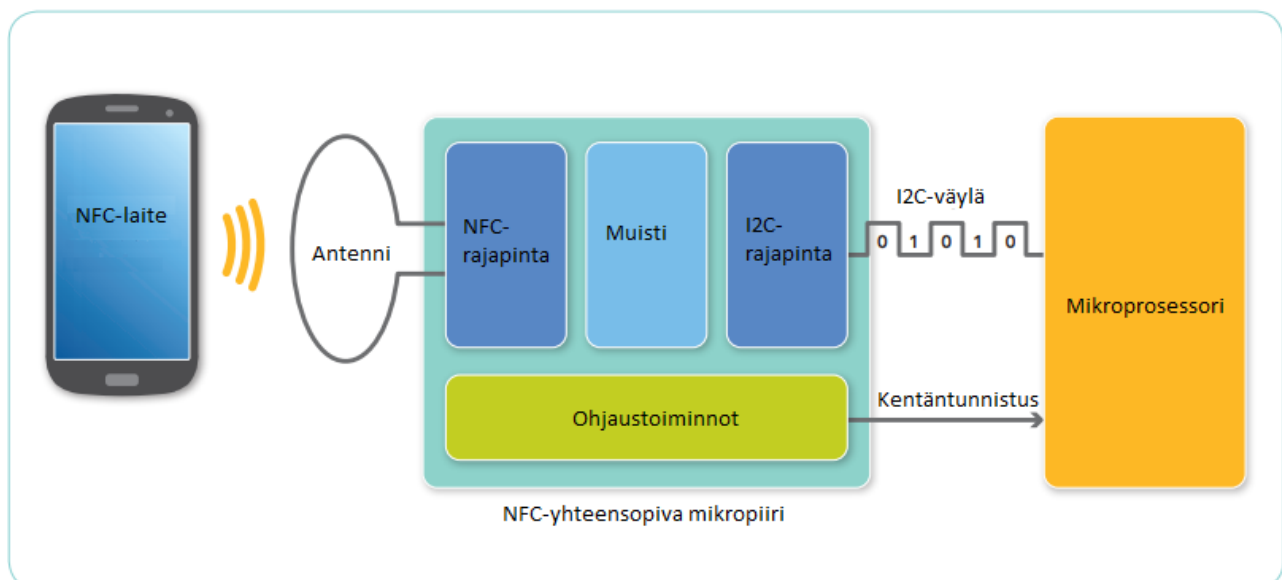 NFC-laite
Antenni
NFC-
rajapinta
Muisti
I2C-
rajapinta
I2C-väylä
0 1 0 1 0
Mikroprosessori
Ohjaustoiminnot
Kentäntunnistus
NFC-yhteensopiva mikropiiri